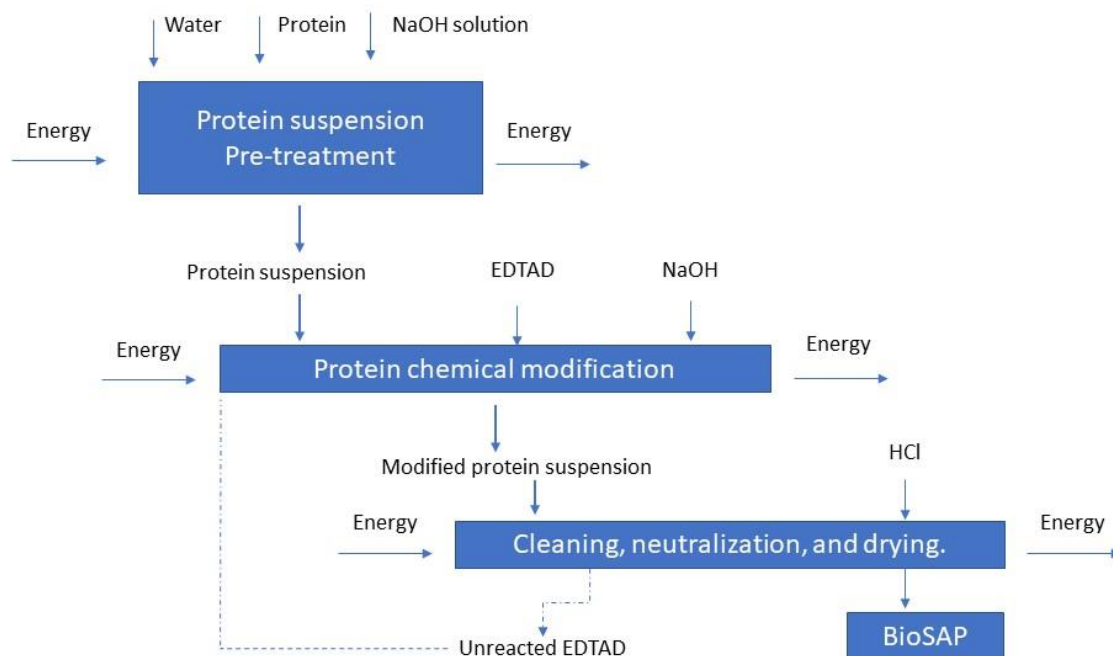 Water Protein NaOH solution
Protein suspension
Pre-treatment
Energy
Energy
Protein suspension
EDTAD
NaOH
Energy
Protein chemical modification
Energy
Modified protein suspension
HCl
Energy
Cleaning, neutralization, and drying.
Energy
Unreacted EDTAD
BioSAP